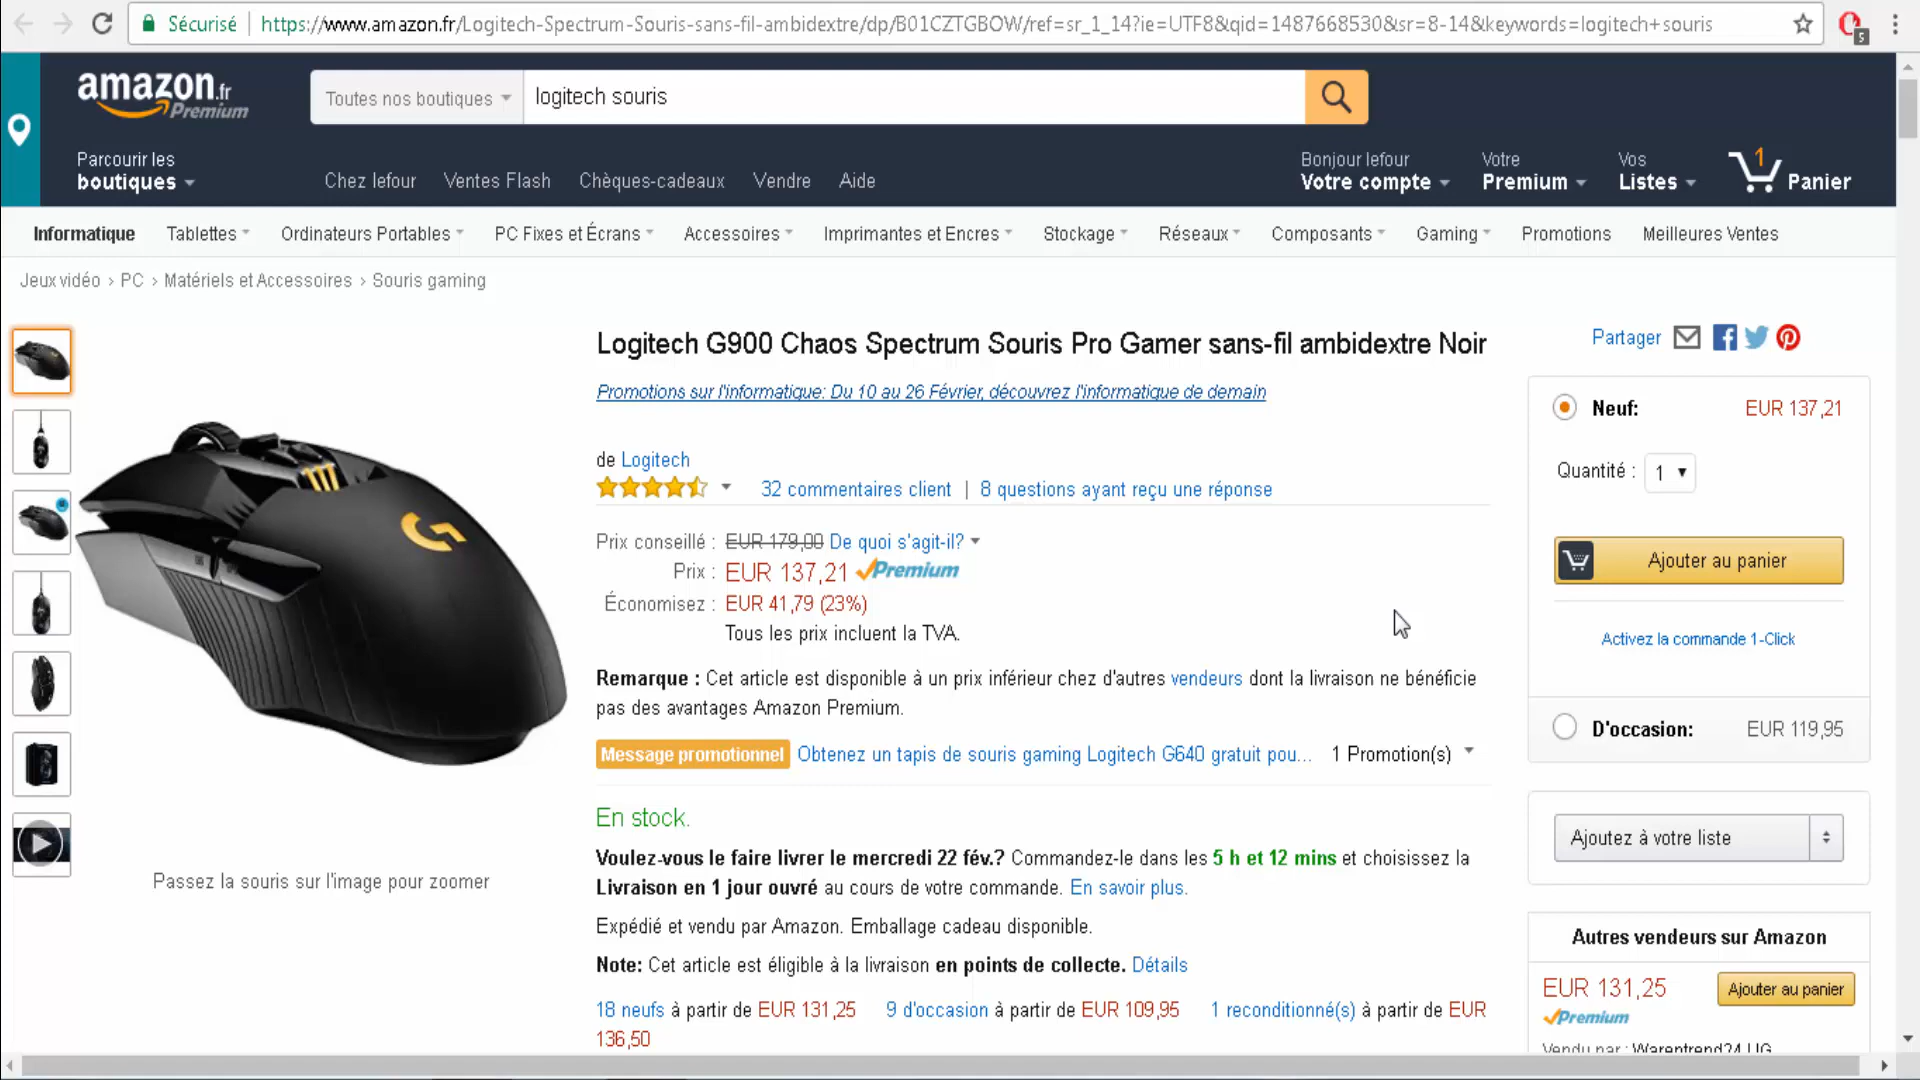 Sécurisé https://www.amazon.fr/Logitech-Spectrum-Souris-sans-fil-ambidextre/dp/B01CZTGBOW/ref=sr_1_14?ie=UTF8&qid=1487668530&sr=8-14&keywords=logitech+souris
5
amazon.fr
Premium
Toutes nos boutiques
logitech souris
Parcourir les
boutiques
Chez lefour Ventes Flash Chèques-cadeaux Vendre Aide
Bonjour lefour
Votre compte
Votre
Premium
Vos
Listes
1
Panier
Informatique Tablettes Ordinateurs Portables PC Fixes et Écrans Accessoires Imprimantes et Encres Stockage Réseaux Composants Gaming Promotions Meilleures Ventes
Jeux vidéo › PC › Matériels et Accessoires › Souris gaming
Logitech G900 Chaos Spectrum Souris Pro Gamer sans-fil ambidextre Noir
Promotions sur l'informatique: Du 10 au 26 Février, découvrez l'informatique de demain
de Logitech
32 commentaires client | 8 questions ayant reçu une réponse
Prix conseillé : EUR 179,00 De quoi s'agit-il?
Prix : EUR 137,21 Premium
Économisez : EUR 41,79 (23%)
Tous les prix incluent la TVA.
Remarque : Cet article est disponible à un prix inférieur chez d'autres vendeurs dont la livraison ne bénéficie
pas des avantages Amazon Premium.
Message promotionnel Obtenez un tapis de souris gaming Logitech G640 gratuit pou... 1 Promotion(s)
En stock.
Voulez-vous le faire livrer le mercredi 22 fév.? Commandez-le dans les 5 h et 12 mins et choisissez la
Livraison en 1 jour ouvré au cours de votre commande. En savoir plus.
Expédié et vendu par Amazon. Emballage cadeau disponible.
Note: Cet article est éligible à la livraison en points de collecte. Détails
18 neufs à partir de EUR 131,25 9 d'occasion à partir de EUR 109,95 1 reconditionné(s) à partir de EUR
136,50
Passez la souris sur l'image pour zoomer
Partager
Neuf: EUR 137,21
Quantité : 1
Ajouter au panier
Activez la commande 1-Click
D'occasion: EUR 119,95
Ajoutez à votre liste
Autres vendeurs sur Amazon
EUR 131,25 Ajouter au panier
Premium
Vendu par : Warentrend24 UG